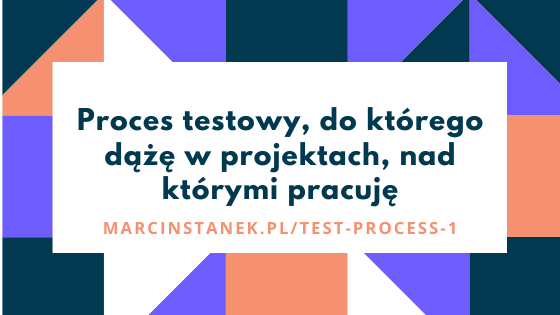 Proces testowy, do którego
dążę w projektach, nad
którymi pracuję
MARCINSTANEK.PL/TEST-PROCESS-1